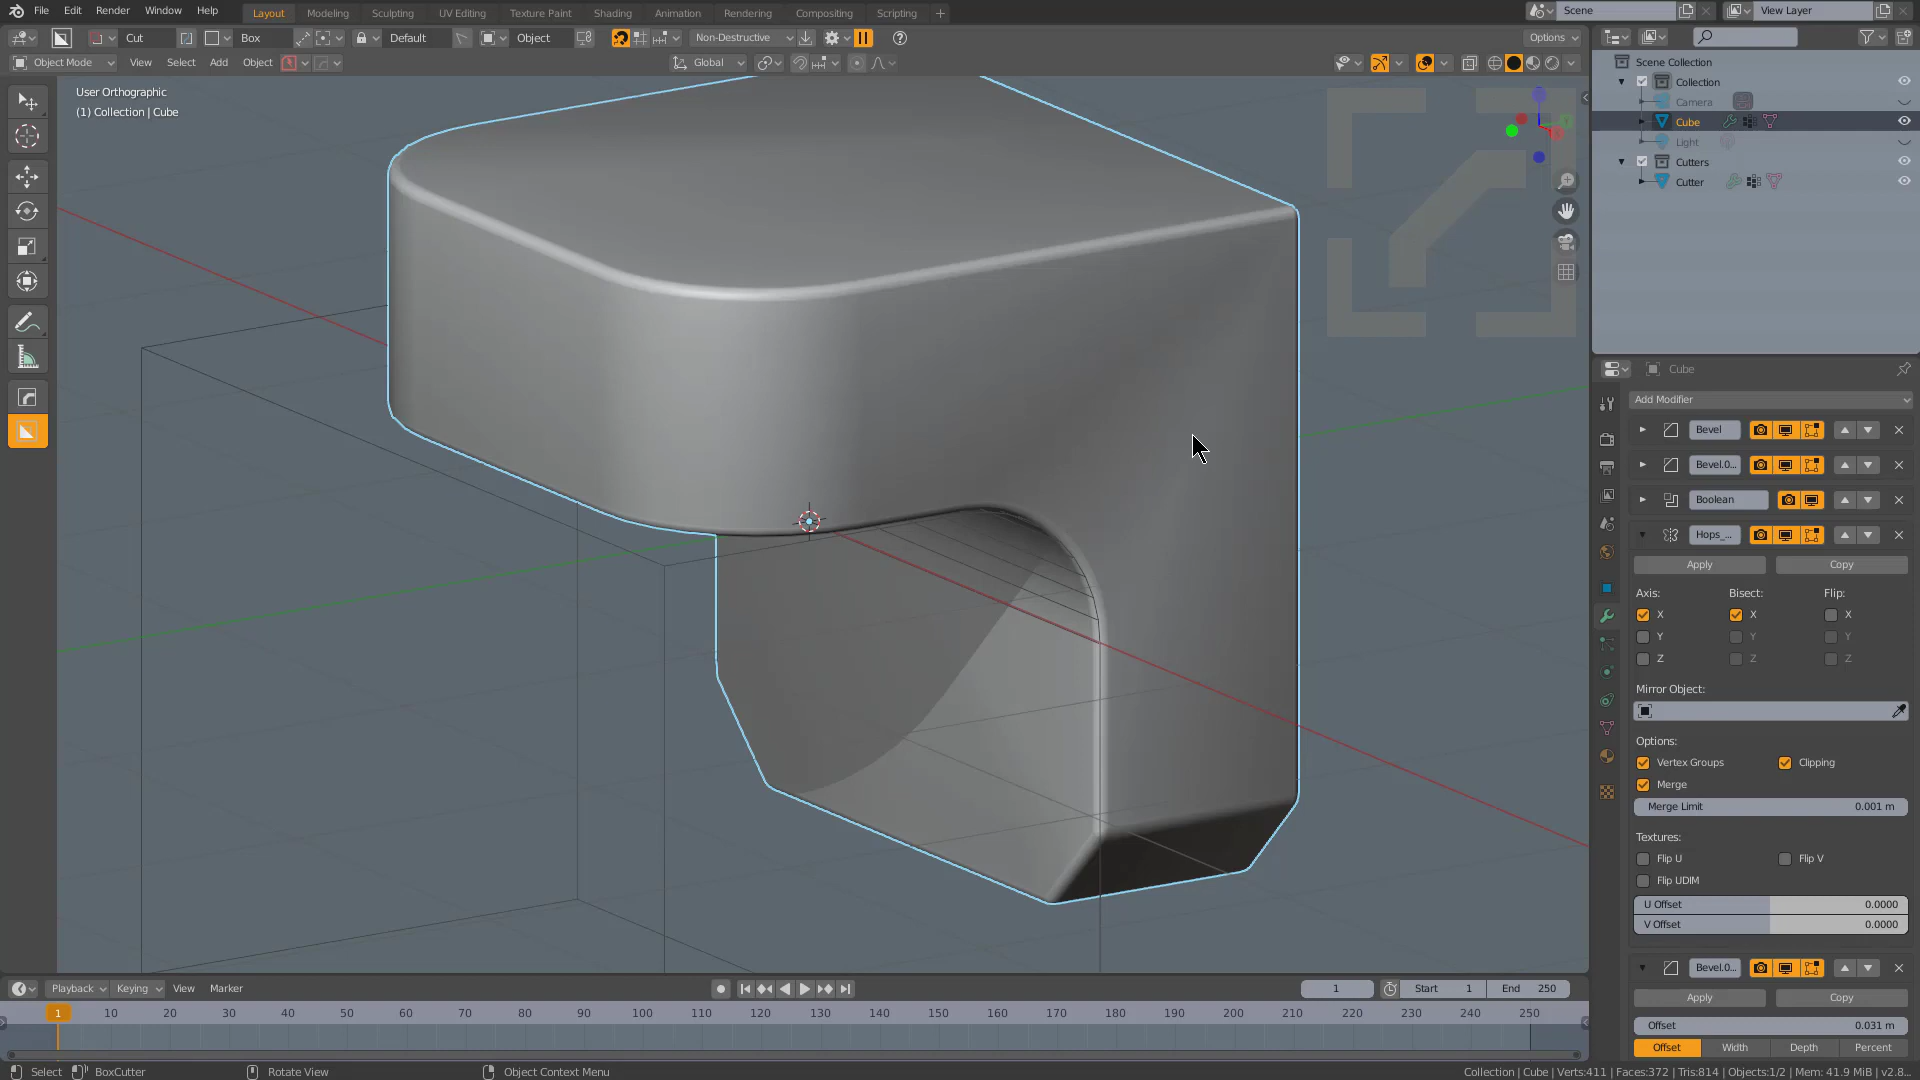 File Edit Render Window Help Layout Modeling Sculpting UV Editing Texture Paint Shading Animation Rendering Compositing Scripting + Scene View Layer
Cut Box Default Object Non-Destructive Options
Object Mode View Select Add Object Global
User Orthographic
(1) Collection | Cube
Scene Collection
Collection
Camera
Cube
Light
Cutters
Cutter
Cube
Add Modifier
Bevel
Bevel.0...
Boolean
Hops_...
Apply Copy
Axis: Bisect: Flip:
X X X
Y Y Y
Z Z Z
Mirror Object:
Options:
Vertex Groups Clipping
Merge
Merge Limit 0.001 m
Textures:
Flip U Flip V
Flip UDIM
U Offset 0.0000
V Offset 0.0000
Bevel.0...
Apply Copy
Offset 0.031 m
Offset Width Depth Percent
Playback Keying View Marker 1 Start 1 End 250
1 10 20 30 40 50 60 70 80 90 100 110 120 130 140 150 160 170 180 190 200 210 220 230 240 250
Select BoxCutter Rotate View Object Context Menu Collection | Cube | Verts:411 | Faces:372 | Tris:814 | Objects:1/2 | Mem: 41.9 MiB | v2.8...